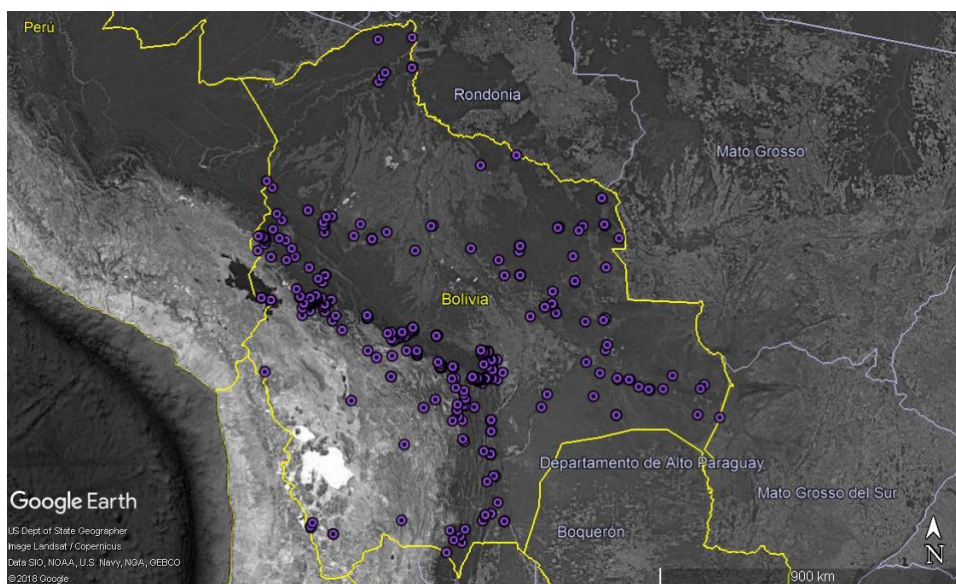 Perú
Rondonia
Mato Grosso
Bolivia
Departamento de Alto Paraguay
Mato Grosso do Sur
Boquerón
Google Earth
US Dept of State Geographer
Image Landsat / Copernicus
Data SIO, NOAA, U.S. Navy, NGA, GEBCO
©2018 Google
N
900 km